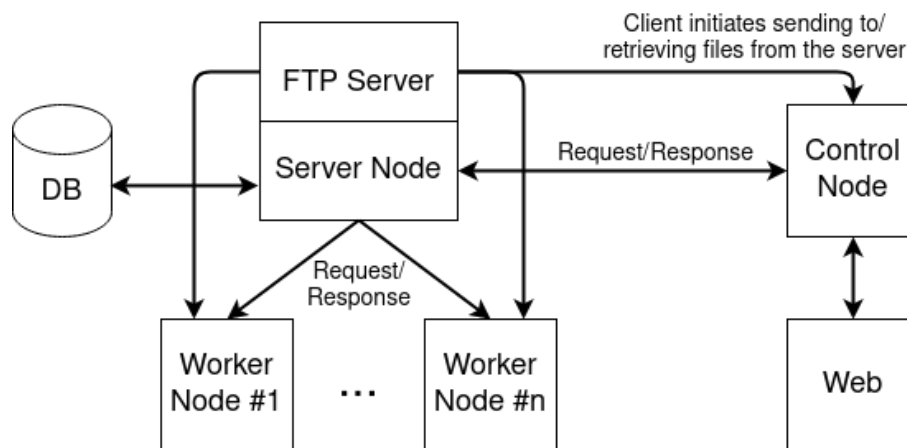 Client initiates sending to/
retrieving files from the server
FTP Server
Server Node
DB
Request/Response
Control
Node
Request/
Response
Worker
Node #1
...
Worker
Node #n
Web